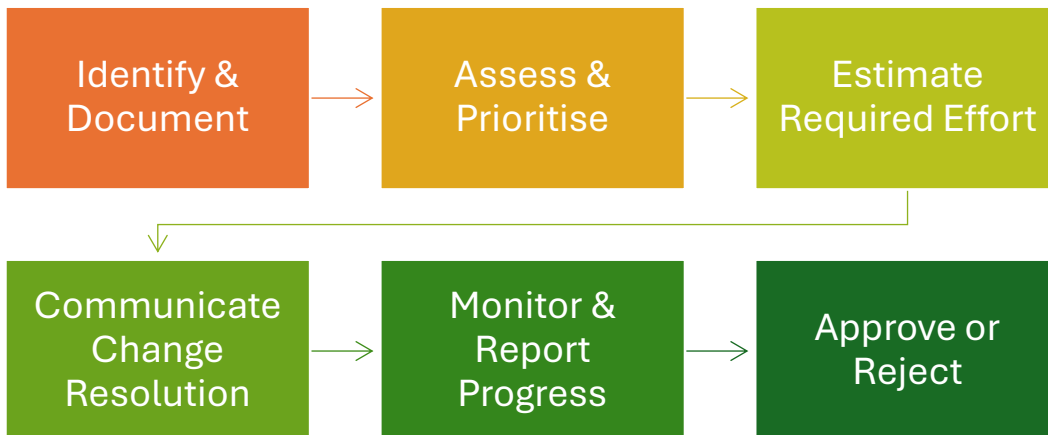 Identify &
Document
Assess &
Prioritise
Estimate
Required Effort
Communicate
Change
Resolution
Monitor &
Report
Progress
Approve or
Reject